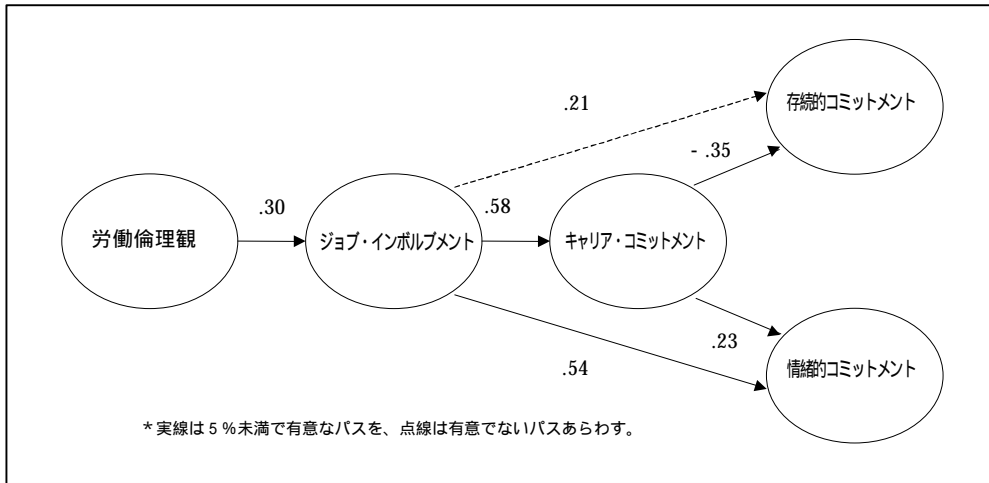 .21
存続的コミットメント
- .35
.30
.58
労働倫理観
ジョブ・インボルブメント
キャリア・コミットメント
.23
.54
情緒的コミットメント
*実線は5%未満で有意なパスを、点線は有意でないパスあらわす。